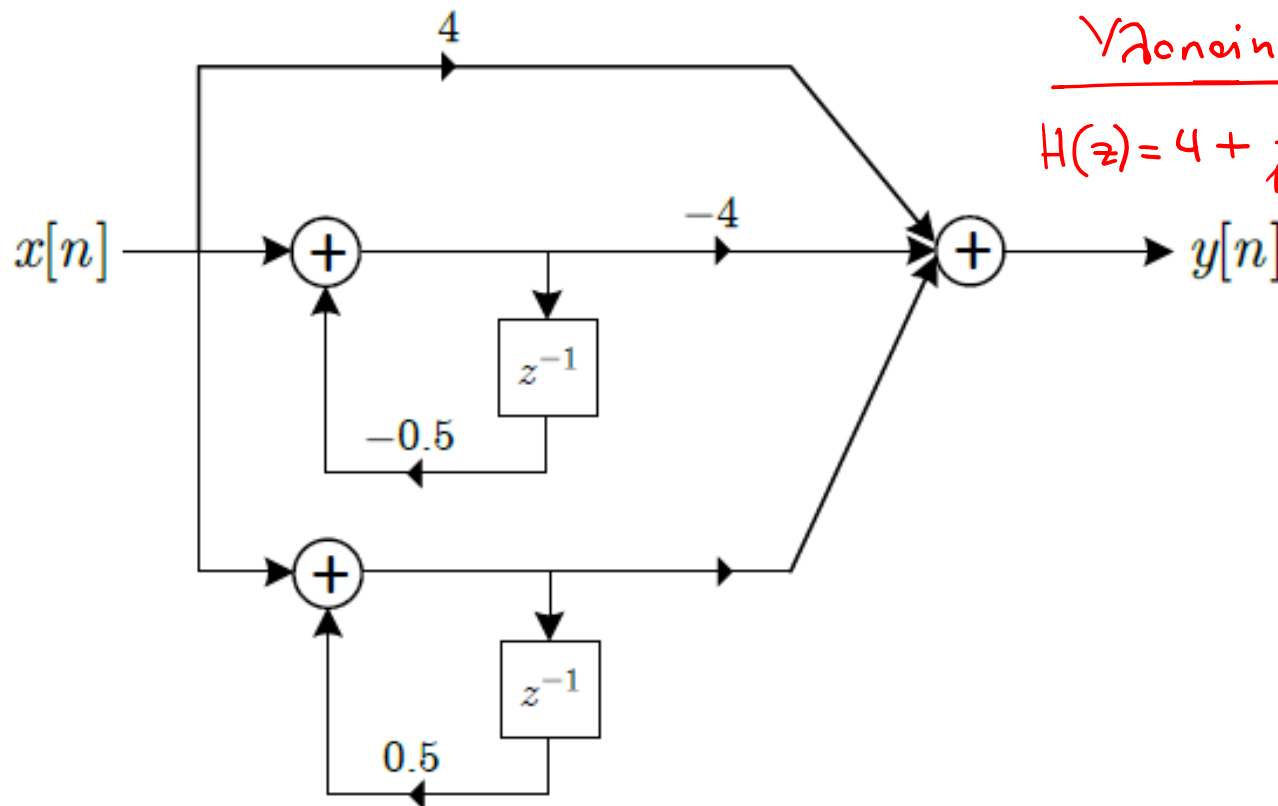 4
H(z) = 4 +
-4
x[n]
+
+
y[n]
z^{-1}
-0.5
+
z^{-1}
0.5